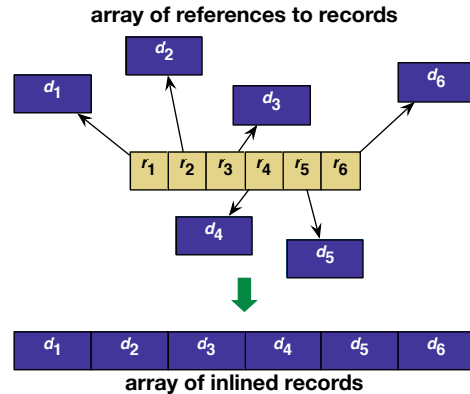 array of references to records
d2
d1
d6
d3
r1 r2 r3 r4 r5 r6
d4
d5
d1 d2 d3 d4 d5 d6
array of inlined records